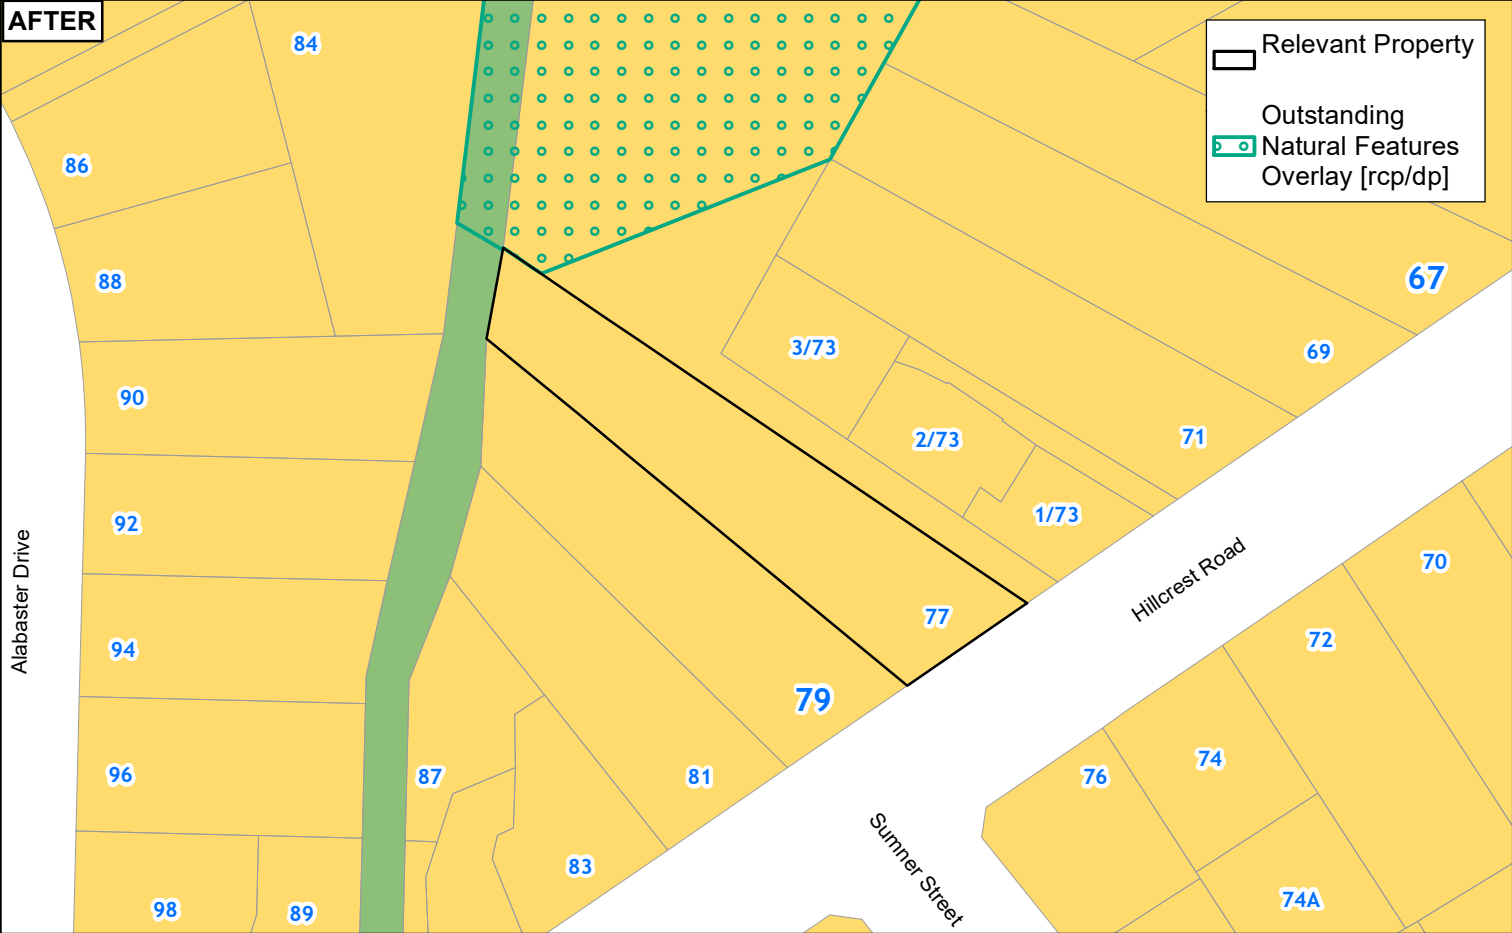 AFTER
84
Relevant Property
Outstanding
Natural Features
Overlay [rcp/dp]
86
88
67
3/73
69
90
2/73
71
92
1/73
Alabaster Drive
Hillcrest Road
70
77
72
94
79
74
96
87
81
76
Sumner Street
83
98
89
74A